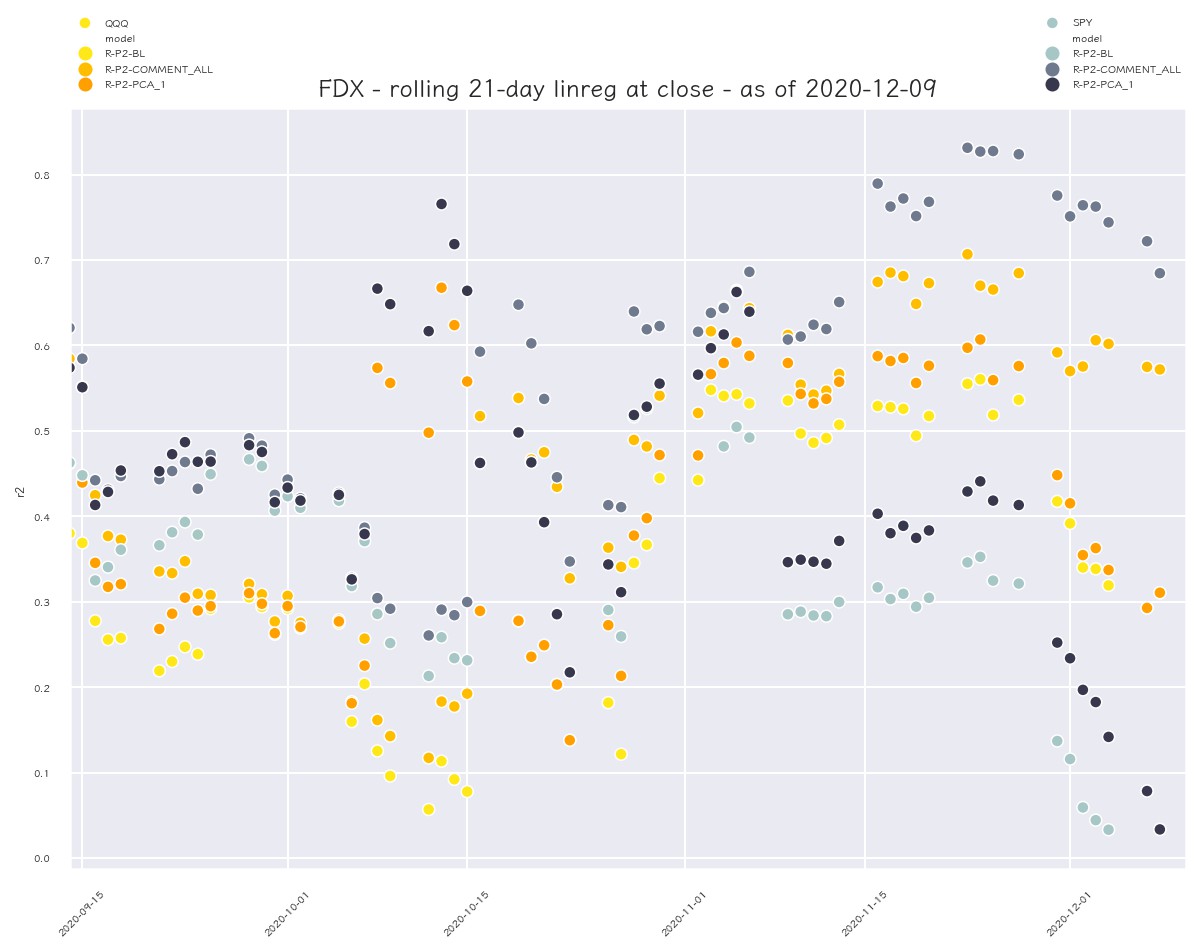 QQQ
model
R-P2-BL
R-P2-COMMENT_ALL
R-P2-PCA_1
SPY
model
R-P2-BL
R-P2-COMMENT_ALL
R-P2-PCA_1
FDX - rolling 21-day linreg at close - as of 2020-12-09
0.8
0.7
0.6
0.5
0.4
0.3
0.2
0.1
0.0
r2
2020-09-15
2020-10-01
2020-10-15
2020-11-01
2020-11-15
2020-12-01